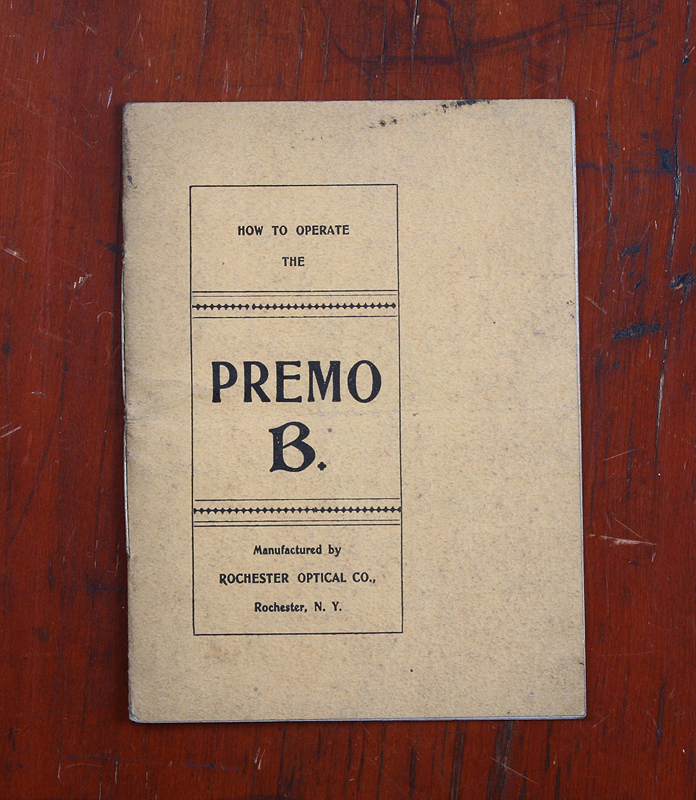 HOW TO OPERATE
THE
PREMO
B.
Manufactured by
ROCHESTER OPTICAL CO.,
Rochester, N. Y.